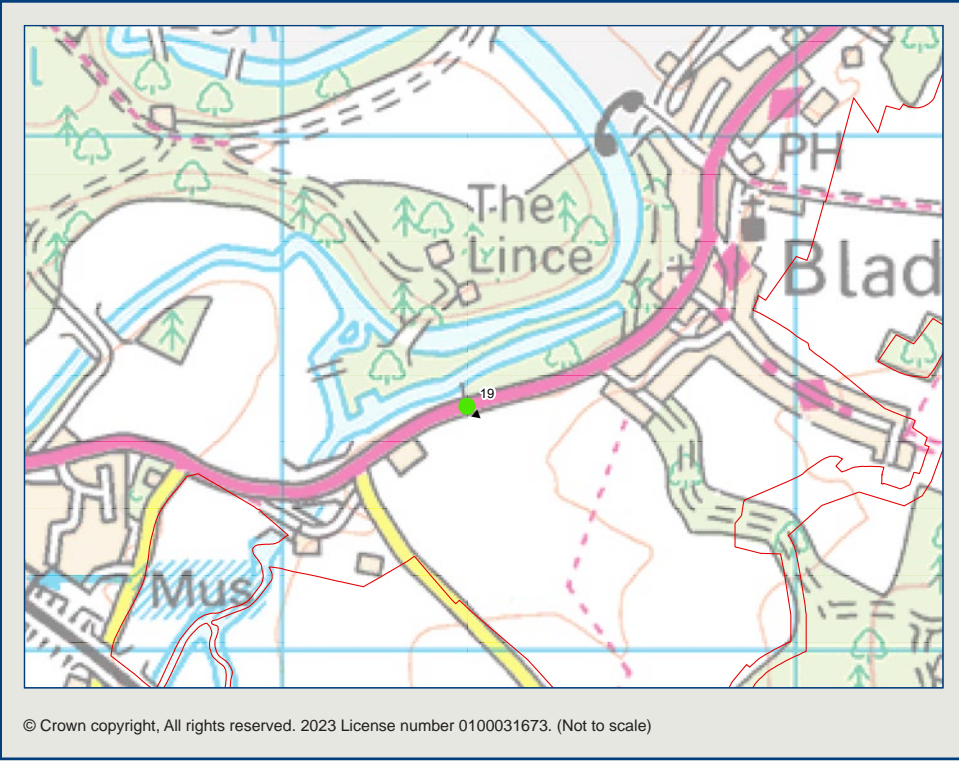 l
PH
The
Lince
Blad
19
Mus
© Crown copyright, All rights reserved. 2023 License number 0100031673. (Not to scale)